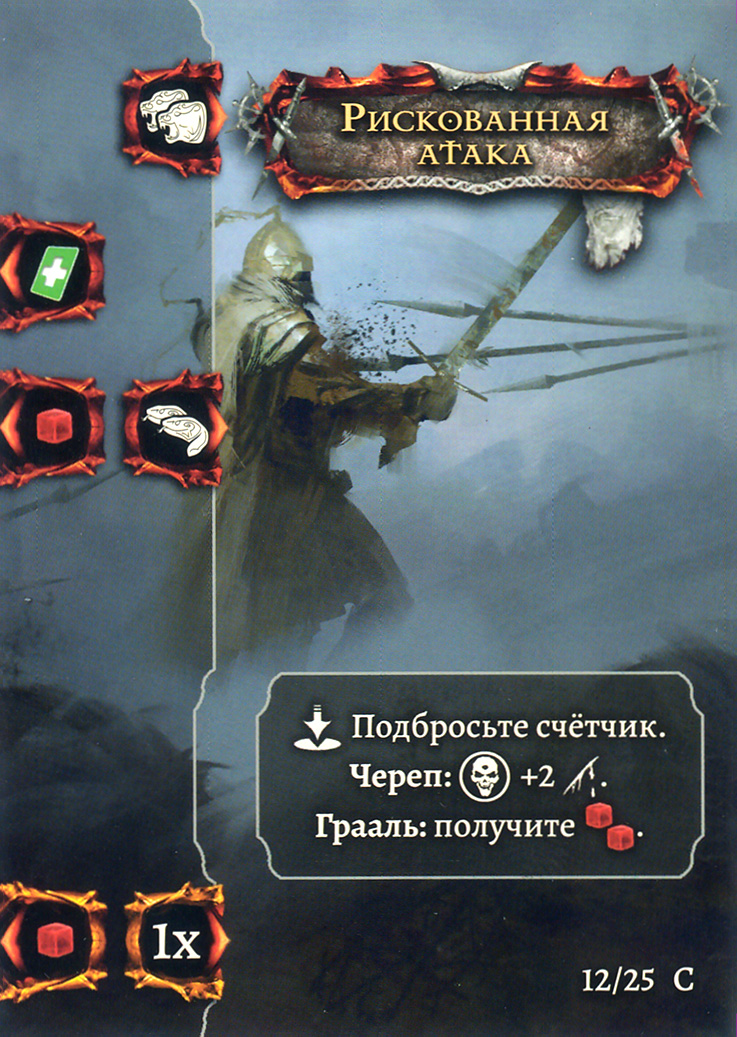 Рискованная
атака
Подбросьте счётчик.
Череп: +2 .
Грааль: получите .
1x
12/25 C